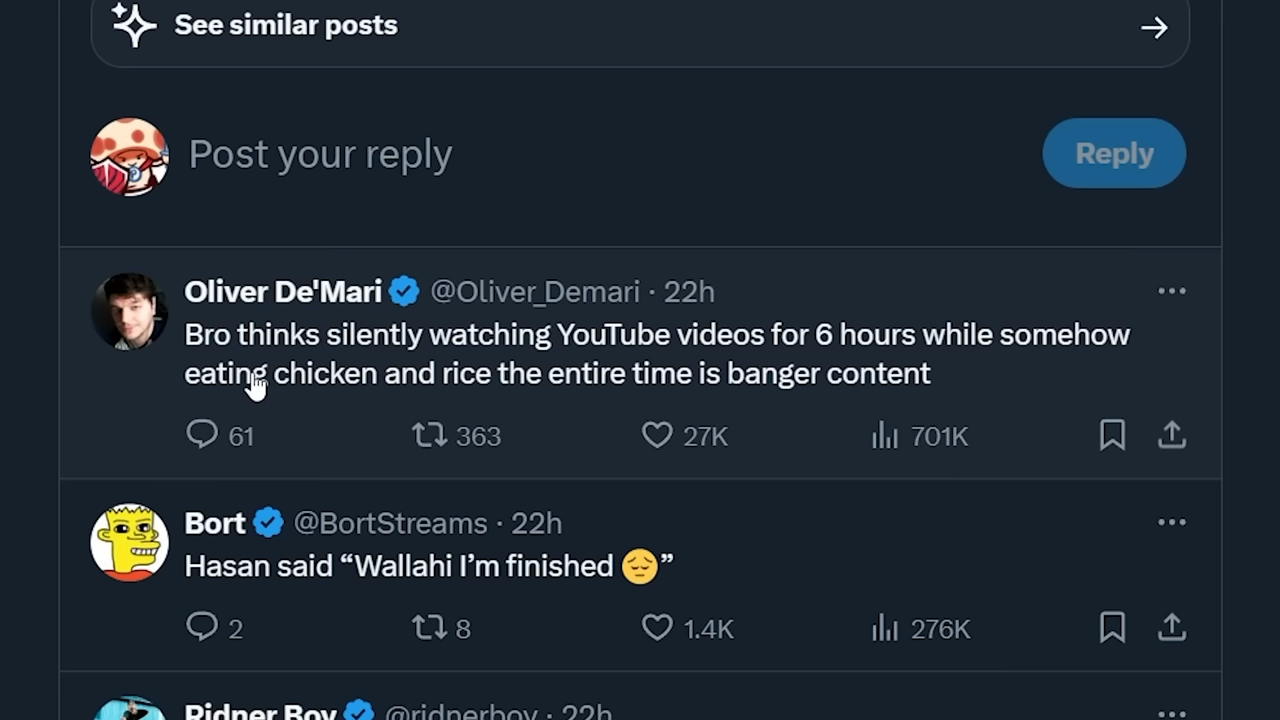 See similar posts
Post your reply
Reply
Oliver De'Mari @Oliver_Demari · 22h
Bro thinks silently watching YouTube videos for 6 hours while somehow
eating chicken and rice the entire time is banger content
61 363 27K 701K
Bort @BortStreams · 22h
Hasan said “Wallahi I’m finished 😔”
2 8 1.4K 276K
Ridner Boy @ridnerboy · 22h